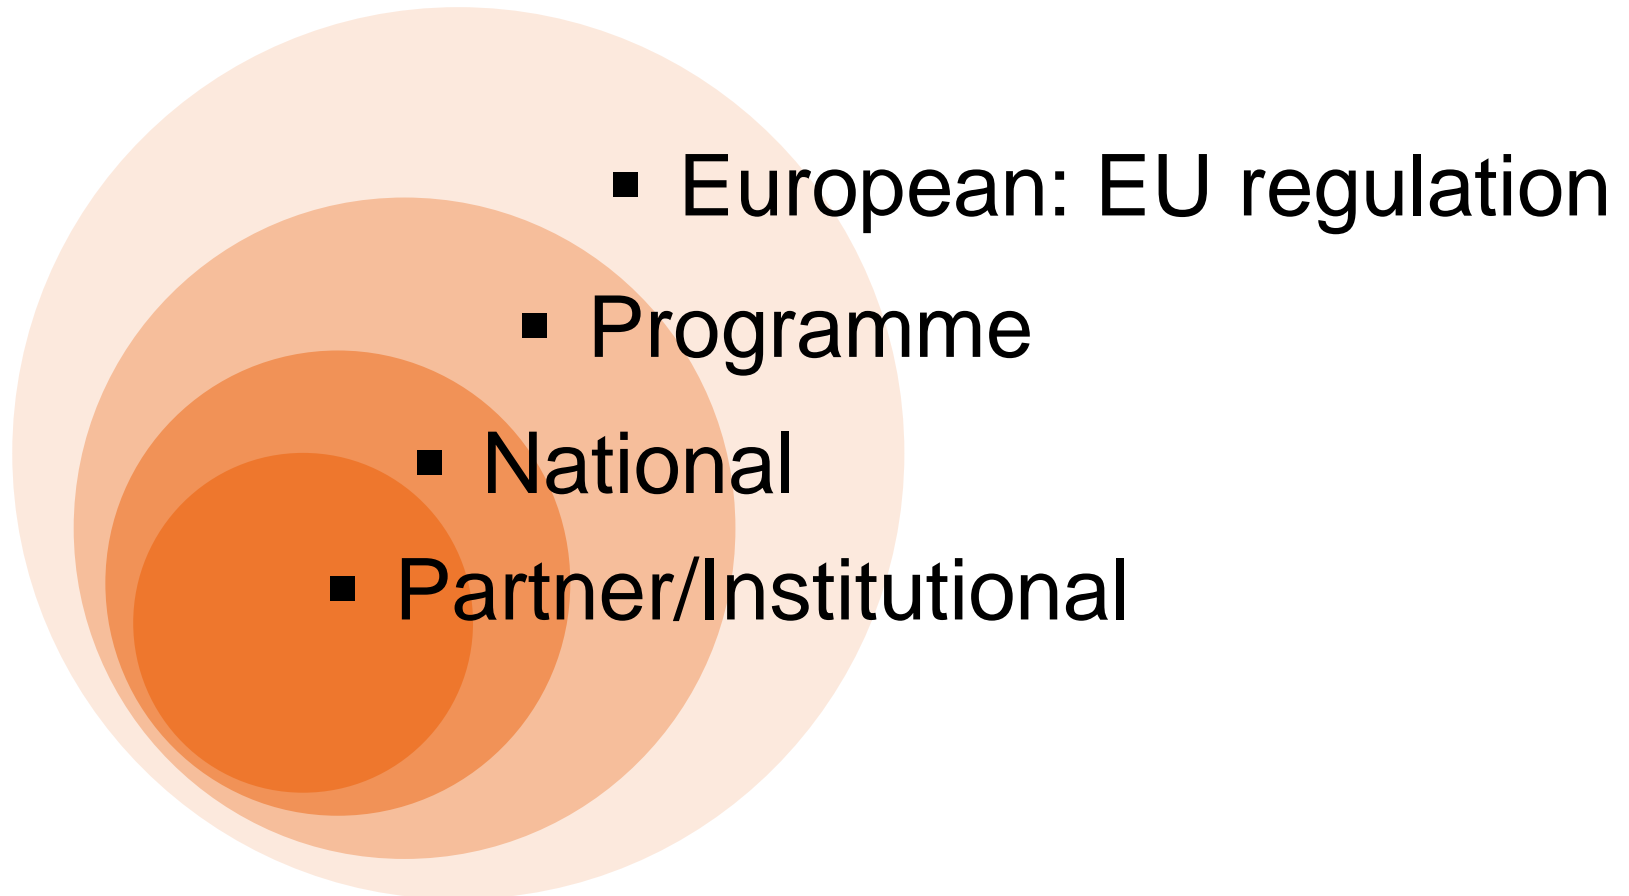 ▪ European: EU regulation
▪ Programme
▪ National
▪ Partner/Institutional